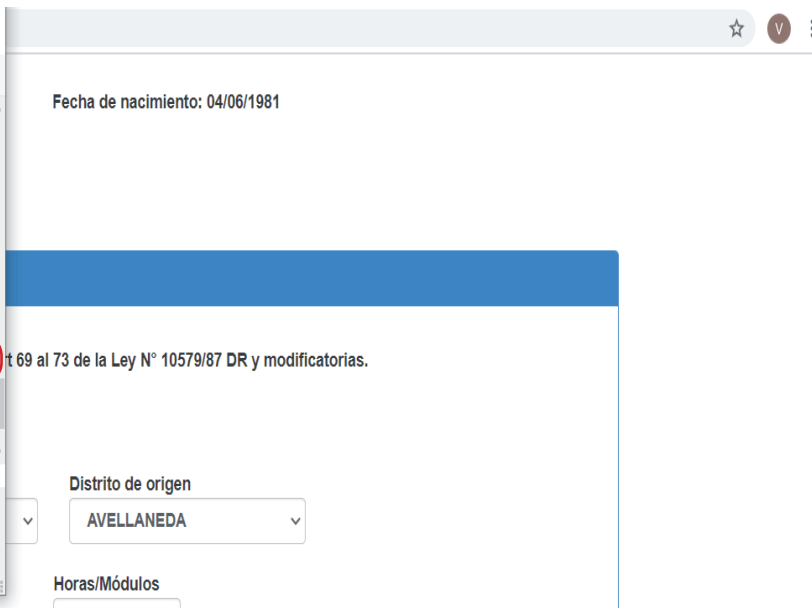 V
Fecha de nacimiento: 04/06/1981
t 69 al 73 de la Ley N° 10579/87 DR y modificatorias.
Distrito de origen
AVELLANEDA
Horas/Módulos